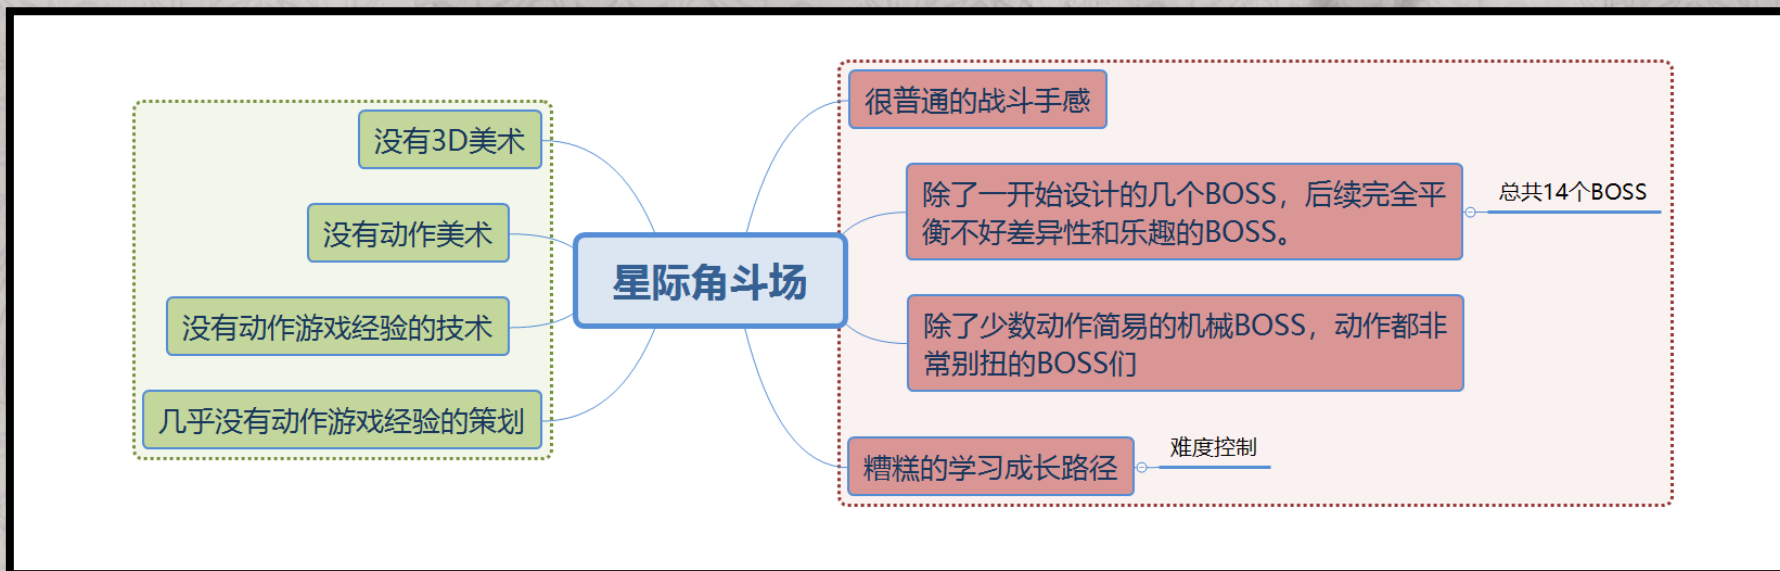 没有3D美术
没有动作美术
没有动作游戏经验的技术
几乎没有动作游戏经验的策划
星际角斗场
很普通的战斗手感
除了一开始设计的几个BOSS，后续完全平
衡不好差异性和乐趣的BOSS。
总共14个BOSS
除了少数动作简易的机械BOSS，动作都非
常别扭的BOSS们
糟糕的学习成长路径
难度控制